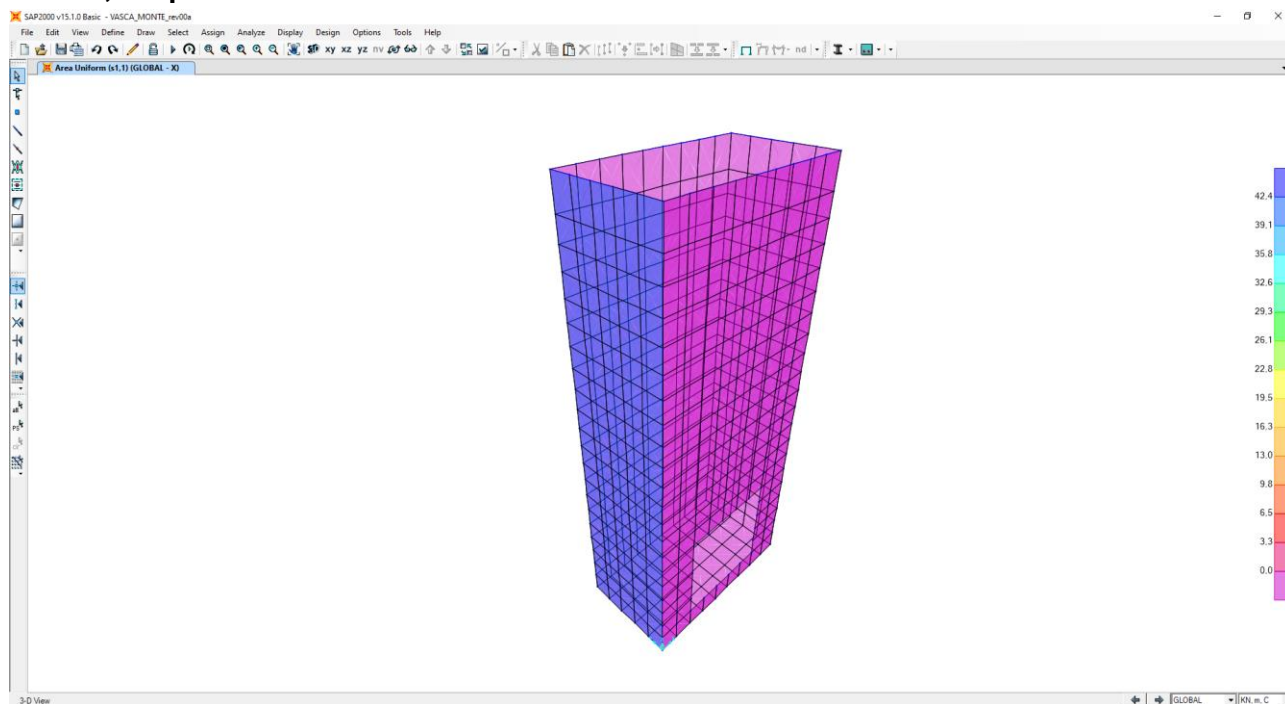 SAP2000 v15.1.0 Basic - VASCA_MONTE_rev00a
File Edit View Define Draw Select Assign Analyze Display Design Options Tools Help
xy xz yz nv nd
Area Uniform (s1,1) (GLOBAL - X)
42.4
39.1
35.8
32.6
29.3
26.1
22.8
19.5
16.3
13.0
9.8
6.5
3.3
0.0
3-D View
GLOBAL KN, m, C